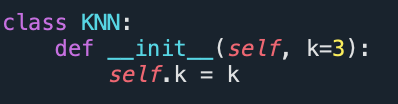 class KNN:
    def __init__(self, k=3):
        self.k = k